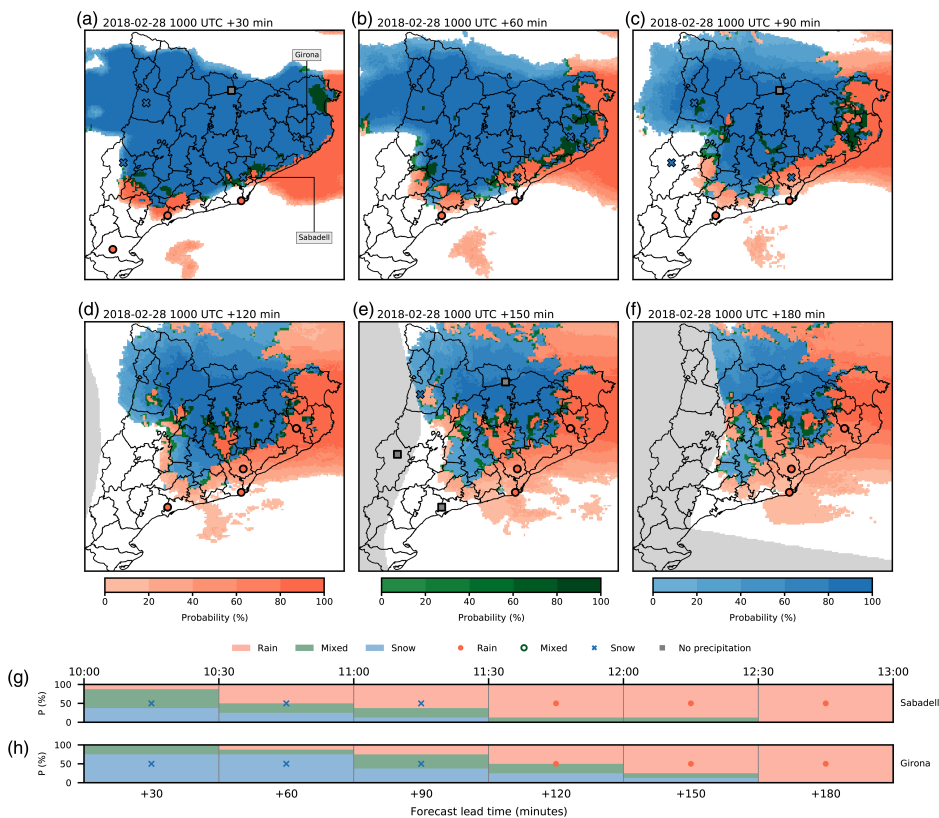 (a) 2018-02-28 1000 UTC +30 min
(b) 2018-02-28 1000 UTC +60 min
(c) 2018-02-28 1000 UTC +90 min
Girona
Sabadell
(d) 2018-02-28 1000 UTC +120 min
(e) 2018-02-28 1000 UTC +150 min
(f) 2018-02-28 1000 UTC +180 min
0 20 40 60 80 100
Probability (%)
0 20 40 60 80 100
Probability (%)
0 20 40 60 80 100
Probability (%)
Rain Mixed Snow Rain Mixed Snow No precipitation
10:00 10:30 11:00 11:30 12:00 12:30 13:00
(g)
P (%)
100
50
0
Sabadell
(h)
P (%)
100
50
0
Girona
+30 +60 +90 +120 +150 +180
Forecast lead time (minutes)